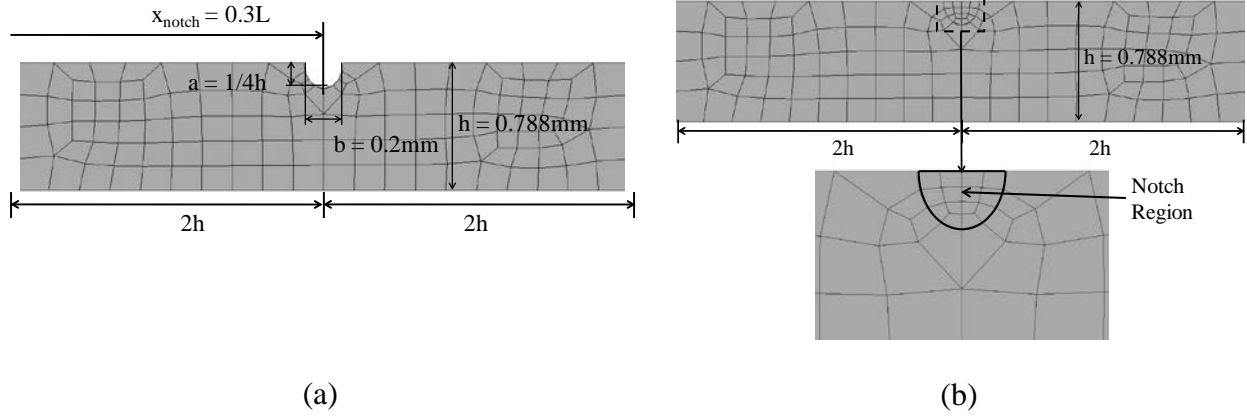 x_notch = 0.3L
a = 1/4h
h = 0.788mm
b = 0.2mm
2h
2h
(a)
h = 0.788mm
2h
2h
Notch
Region
(b)